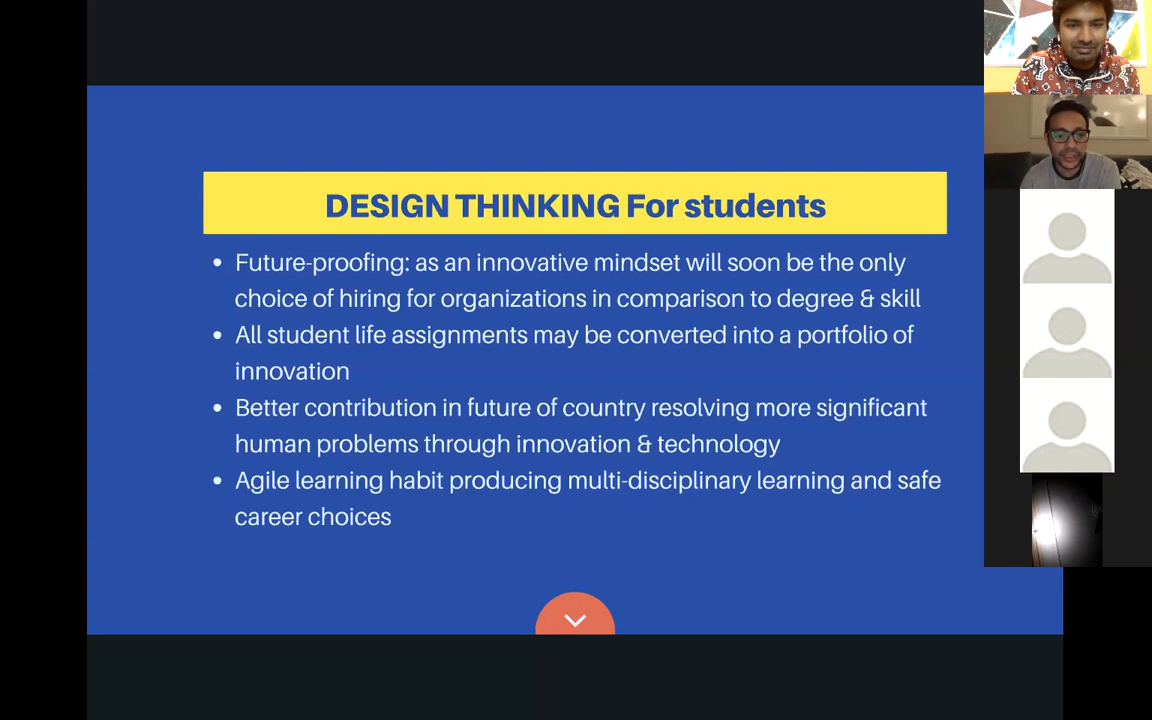 DESIGN THINKING For students
• Future-proofing: as an innovative mindset will soon be the only
choice of hiring for organizations in comparison to degree & skill
• All student life assignments may be converted into a portfolio of
innovation
• Better contribution in future of country resolving more significant
human problems through innovation & technology
• Agile learning habit producing multi-disciplinary learning and safe
career choices